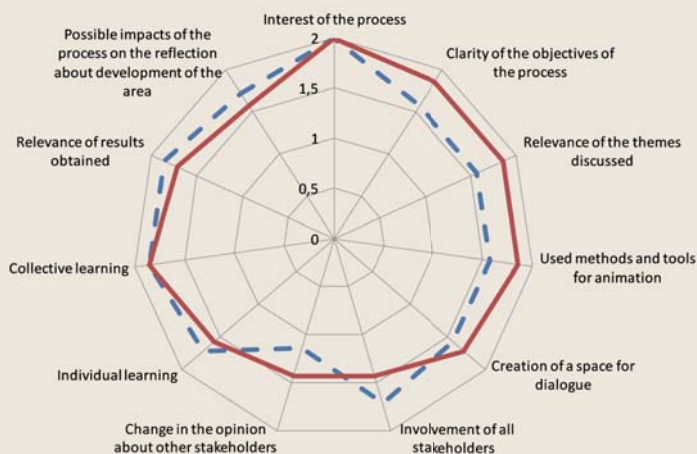 Interest of the process
Possible impacts of the
process on the reflection
about development of the
area
2
Clarity of the objectives of
the process
1,5
Relevance of results
obtained
1
Relevance of the themes
discussed
0,5
0
Collective learning
Used methods and tools
for animation
Individual learning
Creation of a space for
dialogue
Change in the opinion
about other stakeholders
Involvement of all
stakeholders